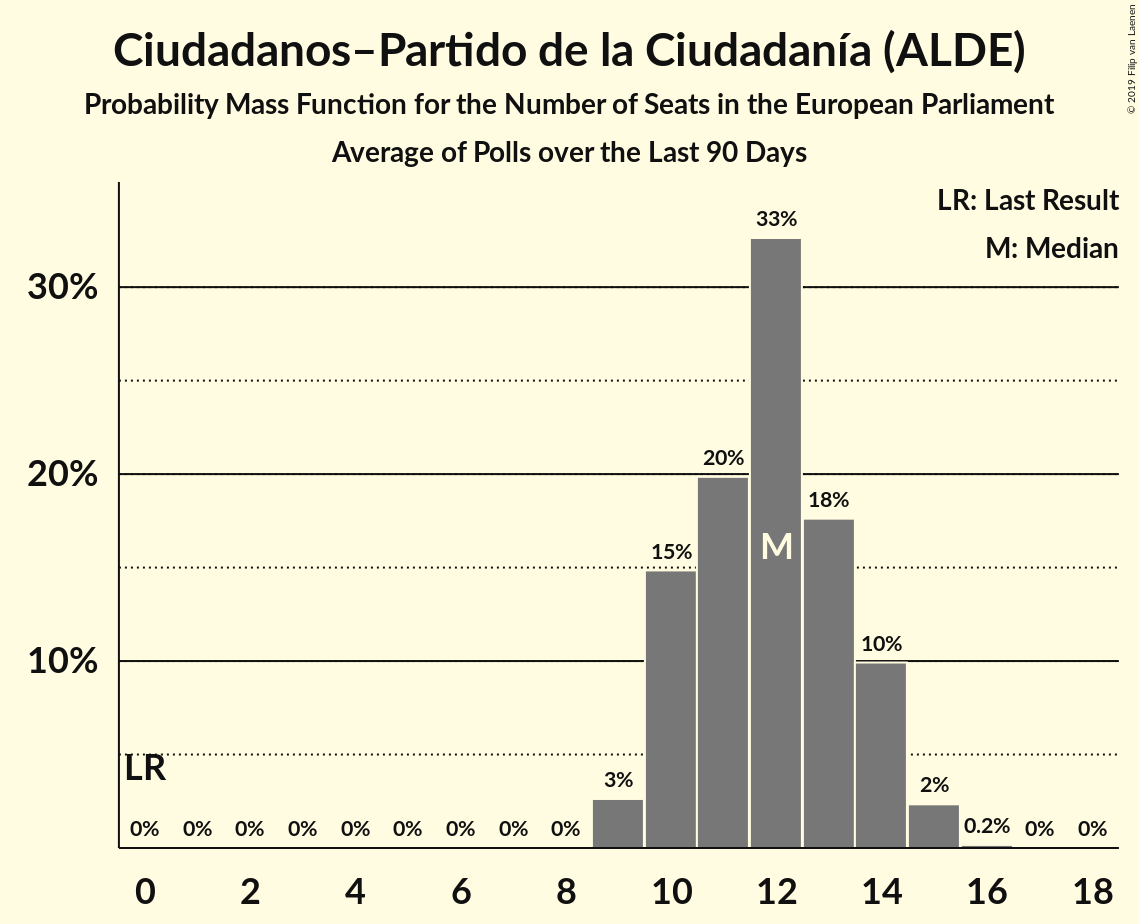 Ciudadanos–Partido de la Ciudadanía (ALDE)
Probability Mass Function for the Number of Seats in the European Parliament
Average of Polls over the Last 90 Days
© 2019 Filip van Laenen
LR: Last Result
M: Median
33%
30%
20%
20%
18%
15%
M
10%
10%
LR
3%
2%
0% 0% 0% 0% 0% 0% 0% 0% 0% 0.2% 0% 0%
0 2 4 6 8 10 12 14 16 18